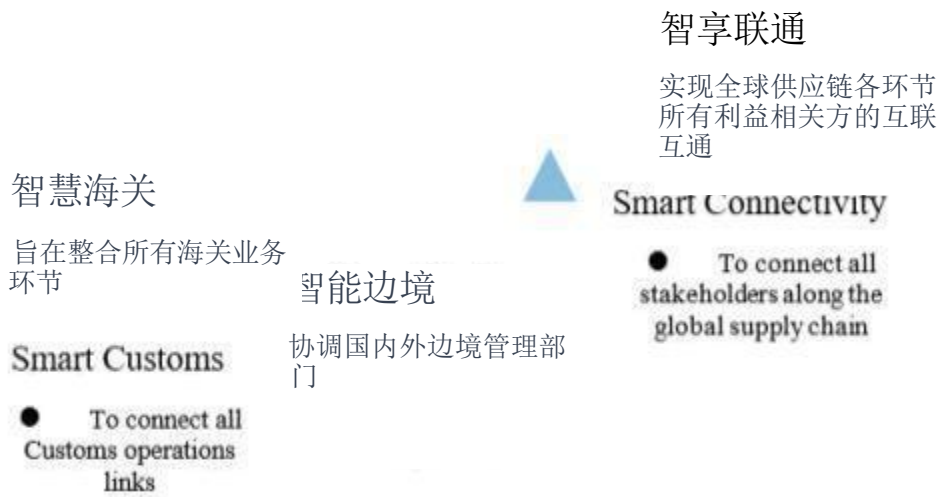 智享联通
实现全球供应链各环节
所有利益相关方的互联
互通
Smart Connectivity
● To connect all
stakeholders along the
global supply chain
智慧海关
旨在整合所有海关业务
环节
Smart Customs
● To connect all
Customs operations
links
智能边境
协调国内外边境管理部
门